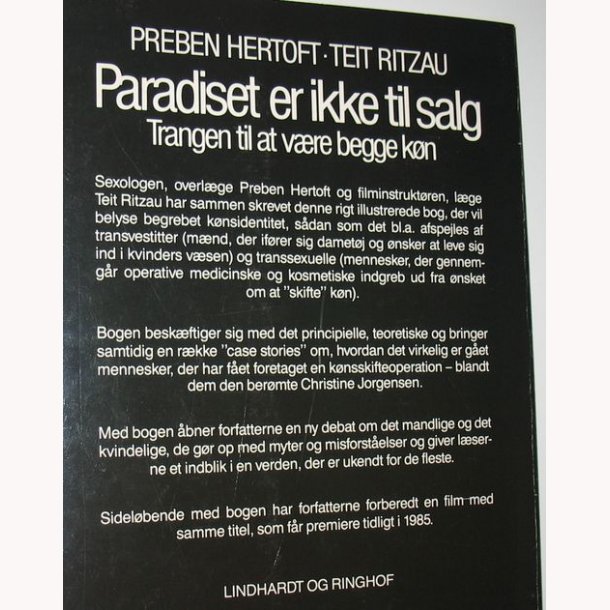 PREBEN HERTOFT · TEIT RITZAU
Paradiset er ikke til salg
Trangen til at være begge køn
Sexologen, overlæge Preben Hertoft og filminstruktøren, læge
Teit Ritzau har sammen skrevet denne rigt illustrerede bog, der vil
belyse begrebet kønsidentitet, sådan som det bl.a. afspejles af
transvestitter (mænd, der ifører sig dametøj og ønsker at leve sig
ind i kvinders væsen) og transsexuelle (mennesker, der gennem-
går operative medicinske og kosmetiske indgreb ud fra ønsket
om at "skifte" køn).
Bogen beskæftiger sig med det principielle, teoretiske og bringer
samtidig en række "case stories" om, hvordan det virkelig er gået
mennesker, der har fået foretaget en kønsskifteoperation – blandt
dem den berømte Christine Jorgensen.
Med bogen åbner forfatterne en ny debat om det mandlige og det
kvindelige, de gør op med myter og misforståelser og giver læser-
ne et indblik i en verden, der er ukendt for de fleste.
Sideløbende med bogen har forfatterne forberedt en film med
samme titel, som får premiere tidligt i 1985.
LINDHARDT OG RINGHOF